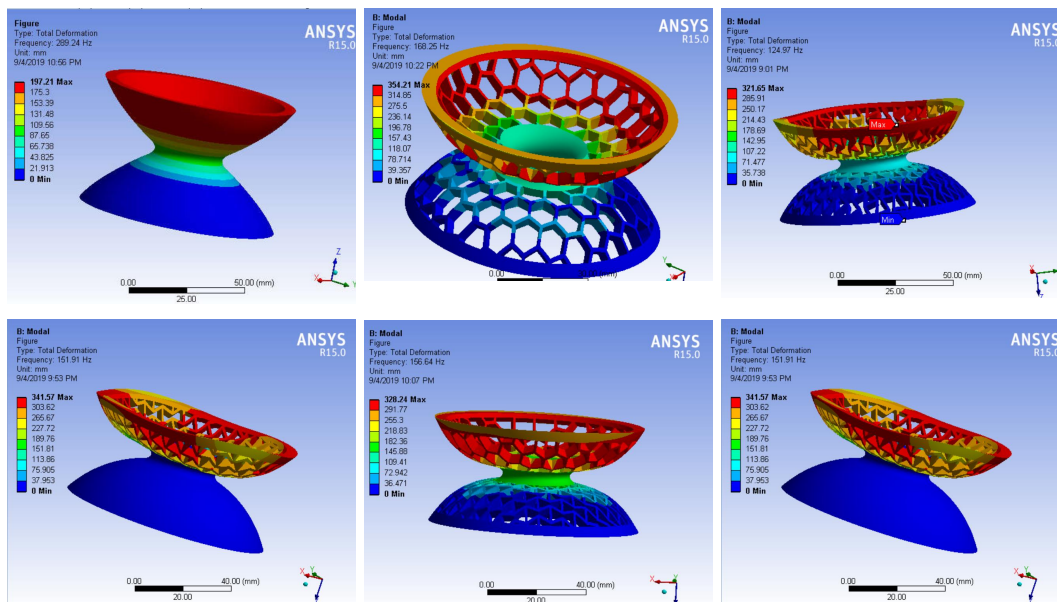 Figure
Type: Total Deformation
Frequency: 289.24 Hz
Unit: mm
9/4/2019 10:56 PM
ANSYS
R15.0
197.21 Max
175.3
153.39
131.48
109.56
87.65
65.738
43.825
21.913
0 Min
Z
X
Y
0.00
50.00 (mm)
25.00
B: Modal
Figure
Type: Total Deformation
Frequency: 168.25 Hz
Unit: mm
9/4/2019 10:22 PM
ANSYS
R15.0
354.21 Max
314.85
275.5
236.14
196.78
157.43
118.07
78.714
39.357
0 Min
0.00
Y
X
B: Modal
Figure
Type: Total Deformation
Frequency: 124.97 Hz
Unit: mm
9/4/2019 9:01 PM
ANSYS
R15.0
321.65 Max
285.91
250.17
214.43
178.69
142.95
107.22
71.477
35.738
0 Min
Max
Min
0.00
50.00 (mm)
25.00
B: Modal
Figure
Type: Total Deformation
Frequency: 151.91 Hz
Unit: mm
9/4/2019 9:53 PM
ANSYS
R15.0
341.57 Max
303.62
265.67
227.72
189.76
151.81
113.86
75.905
37.953
0 Min
0.00
40.00 (mm)
20.00
X
Y
B: Modal
Figure
Type: Total Deformation
Frequency: 156.64 Hz
Unit: mm
9/4/2019 10:07 PM
ANSYS
R15.0
328.24 Max
291.77
255.3
218.83
182.36
145.88
109.41
72.942
36.471
0 Min
0.00
40.00 (mm)
20.00
X
Y
B: Modal
Figure
Type: Total Deformation
Frequency: 151.91 Hz
Unit: mm
9/4/2019 9:53 PM
ANSYS
R15.0
341.57 Max
303.62
265.67
227.72
189.76
151.81
113.86
75.905
37.953
0 Min
0.00
40.00 (mm)
20.00
X
Y